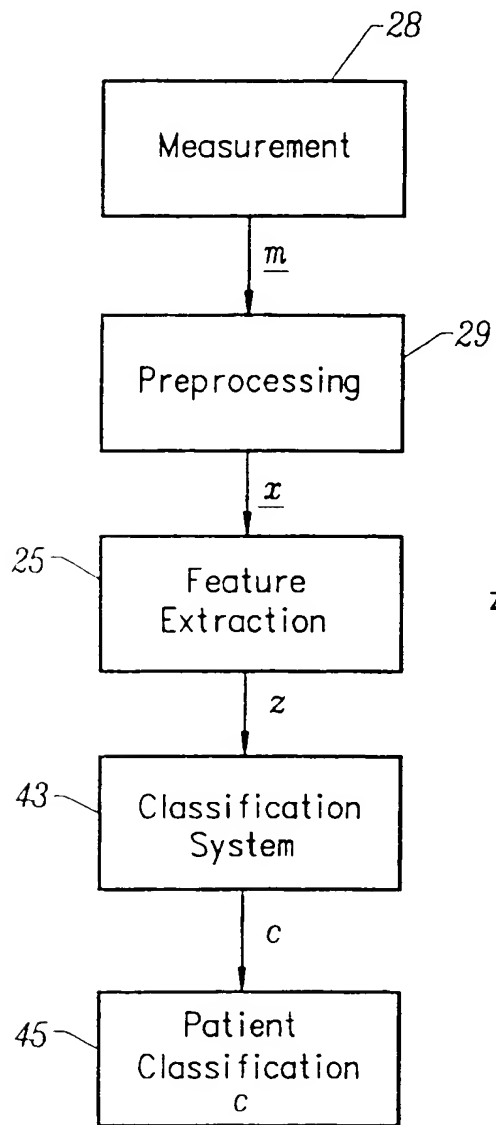 28
Measurement
m
29
Preprocessing
x
25
Feature
Extraction
z
z
43
Classification
System
c
45
Patient
Classification
c